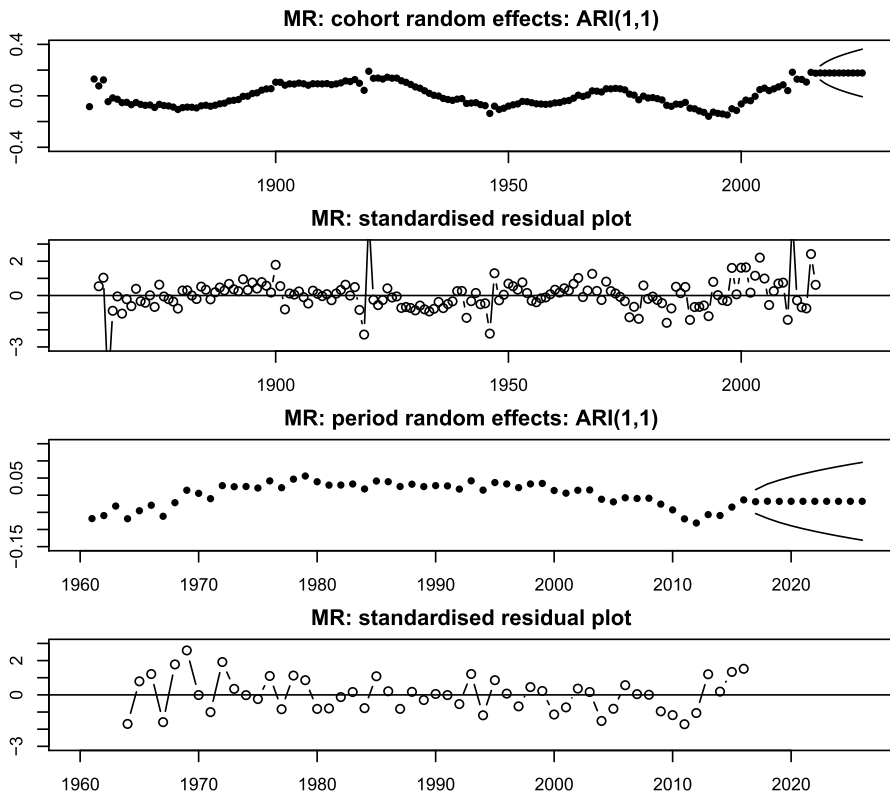 MR: cohort random effects: ARI(1,1)
0.4
0.0
−0.4
1900 1950 2000
MR: standardised residual plot
2
0
−3
1900 1950 2000
MR: period random effects: ARI(1,1)
0.05
−0.15
1960 1970 1980 1990 2000 2010 2020
MR: standardised residual plot
2
0
−3
1960 1970 1980 1990 2000 2010 2020